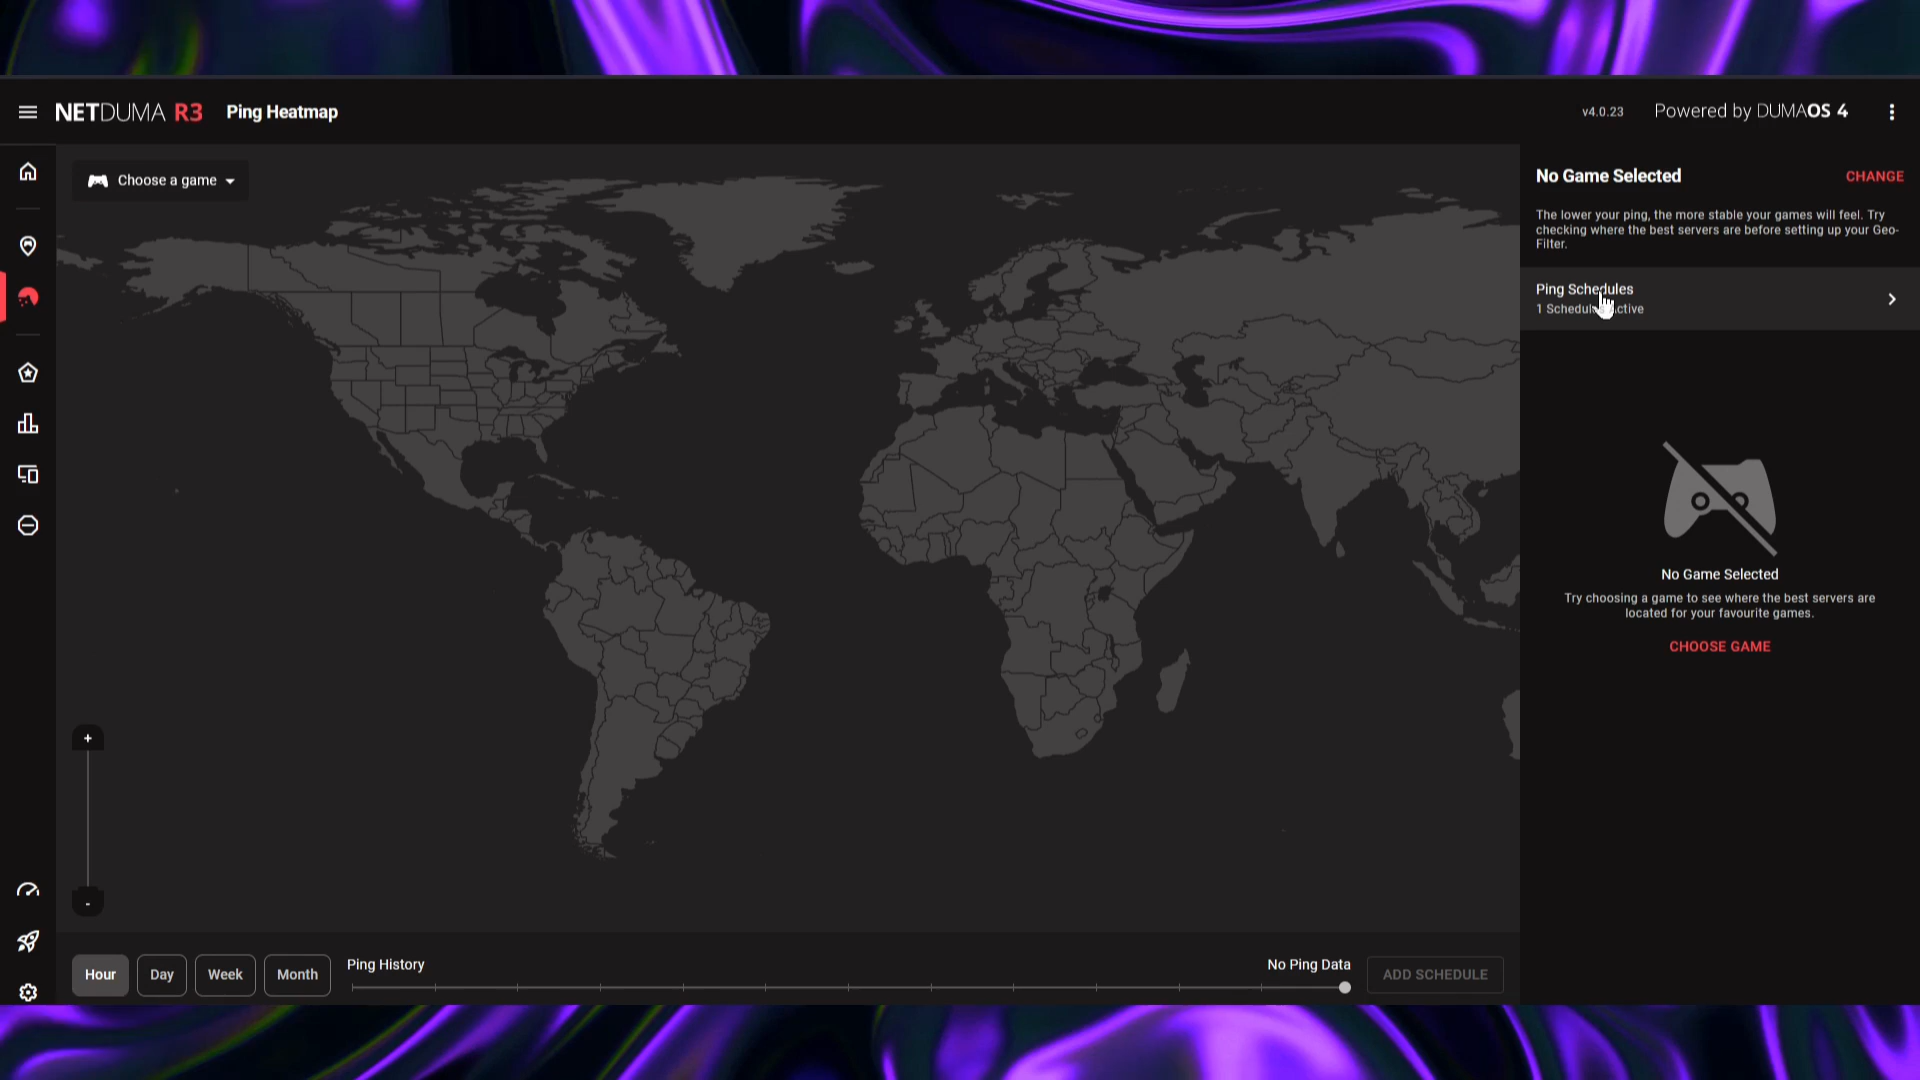 NETDUMA R3 Ping Heatmap
v4.0.23
Powered by DUMAOS 4
Choose a game
No Game Selected
CHANGE
The lower your ping, the more stable your games will feel. Try
checking where the best servers are before setting up your Geo-
Filter.
Ping Schedules
1 Schedule Active
No Game Selected
Try choosing a game to see where the best servers are
located for your favourite games.
CHOOSE GAME
+
-
Hour
Day
Week
Month
Ping History
No Ping Data
ADD SCHEDULE